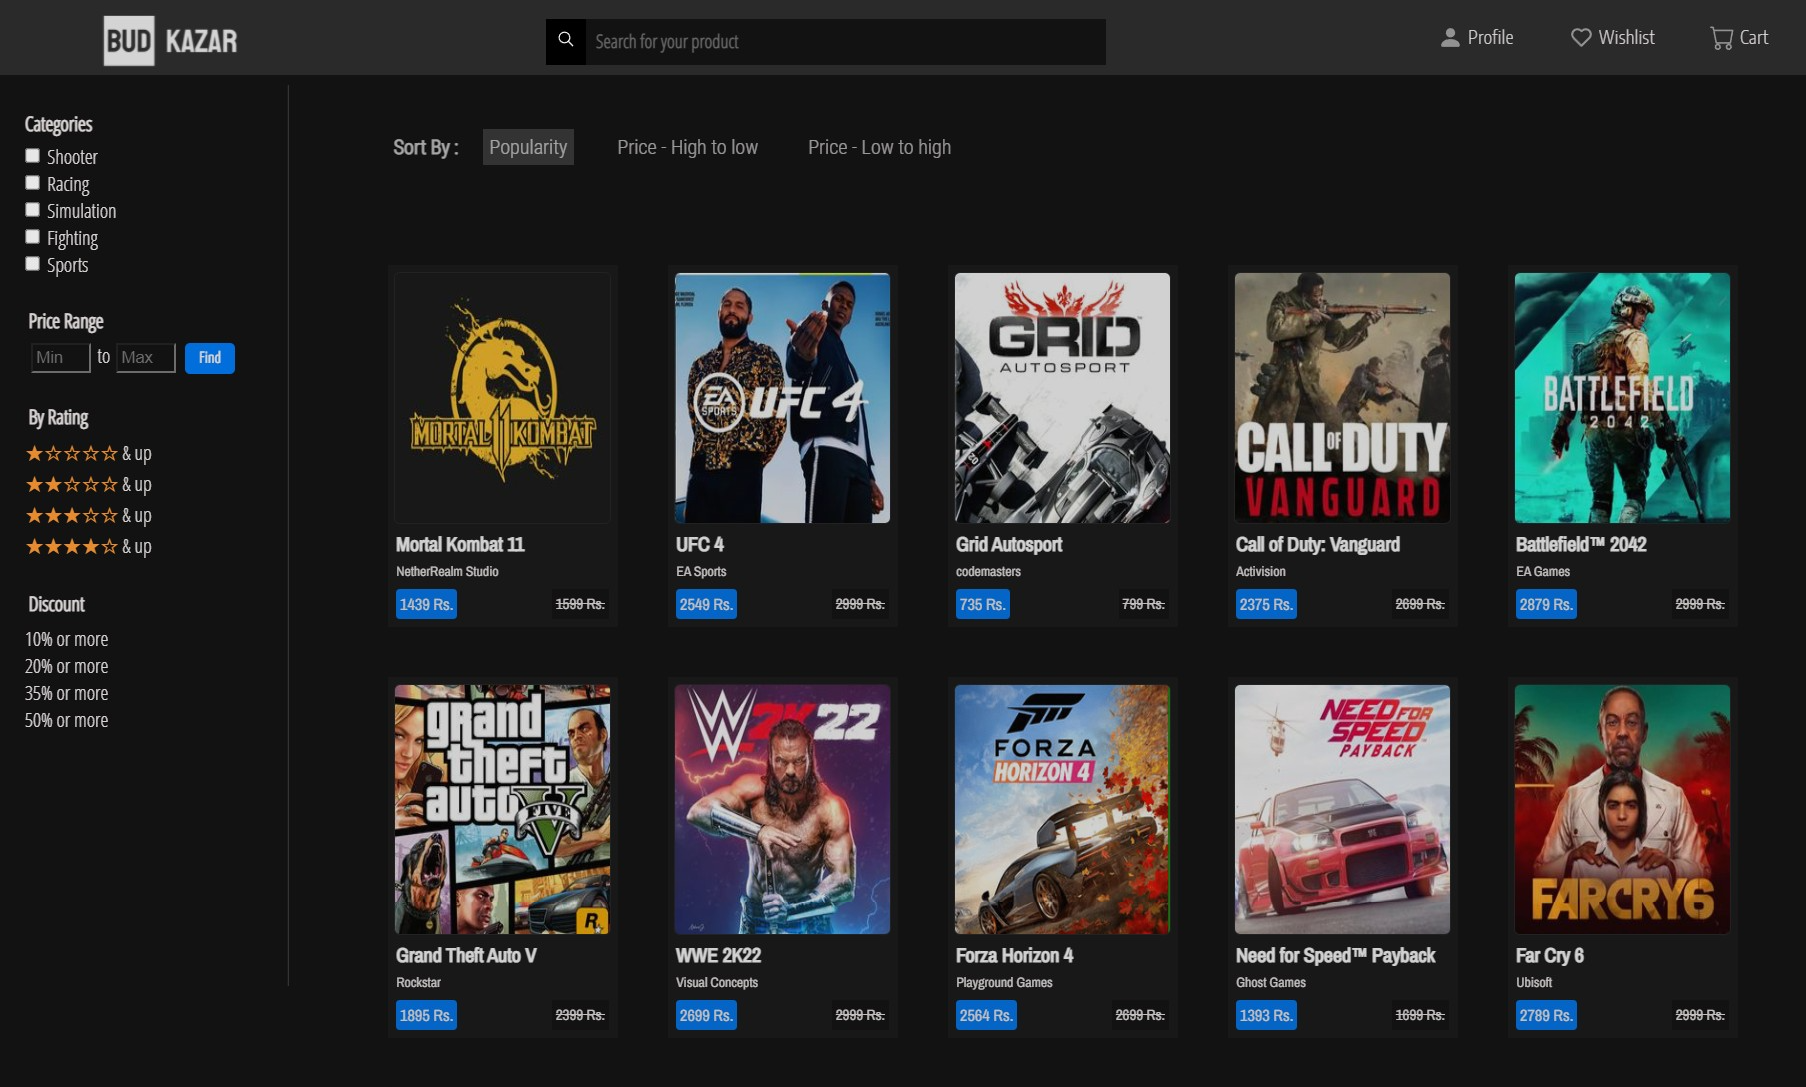 BUD KAZAR
Search for your product
Profile
Wishlist
Cart
Categories
Shooter
Racing
Simulation
Fighting
Sports
Price Range
Min to Max Find
By Rating
★☆☆☆☆ & up
★★☆☆☆ & up
★★★☆☆ & up
★★★★☆ & up
Discount
10% or more
20% or more
35% or more
50% or more
Sort By : Popularity Price - High to low Price - Low to high
MORTAL KOMBAT
11
Mortal Kombat 11
NetherRealm Studio
1439 Rs. 1599 Rs.
EA SPORTS UFC 4
UFC 4
EA Sports
2549 Rs. 2999 Rs.
GRID
AUTOSPORT
20
Grid Autosport
codemasters
735 Rs. 799 Rs.
CALL OF DUTY
VANGUARD
Call of Duty: Vanguard
Activision
2375 Rs. 2699 Rs.
BATTLEFIELD
2042
Battlefield™ 2042
EA Games
2879 Rs. 2999 Rs.
grand
theft
auto V
FIVE
R
Grand Theft Auto V
Rockstar
1895 Rs. 2399 Rs.
W 2K22
WWE 2K22
Visual Concepts
2699 Rs. 2999 Rs.
FORZA
HORIZON 4
Forza Horizon 4
Playground Games
2564 Rs. 2699 Rs.
NEED FOR
SPEED
PAYBACK
Need for Speed™ Payback
Ghost Games
1393 Rs. 1699 Rs.
FARCRY6
Far Cry 6
Ubisoft
2789 Rs. 2999 Rs.